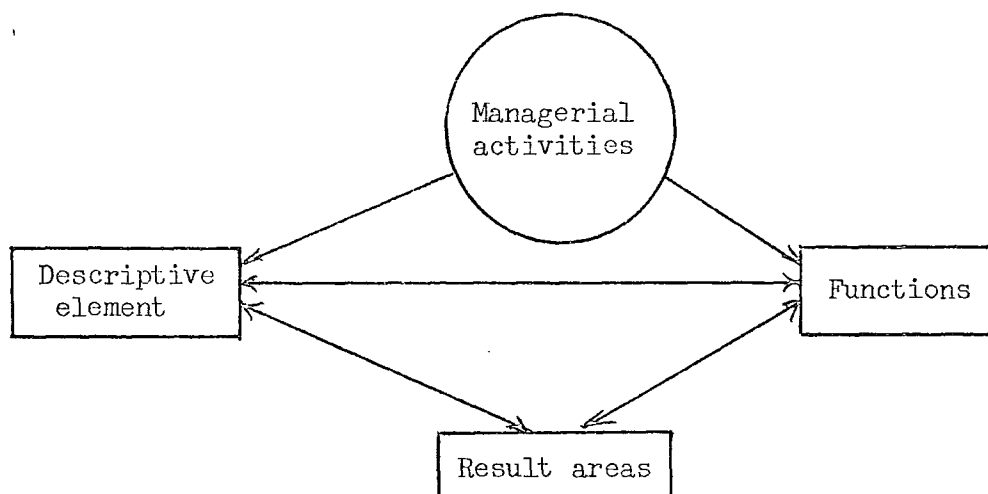 Managerial
activities
Descriptive
element
Functions
Result areas